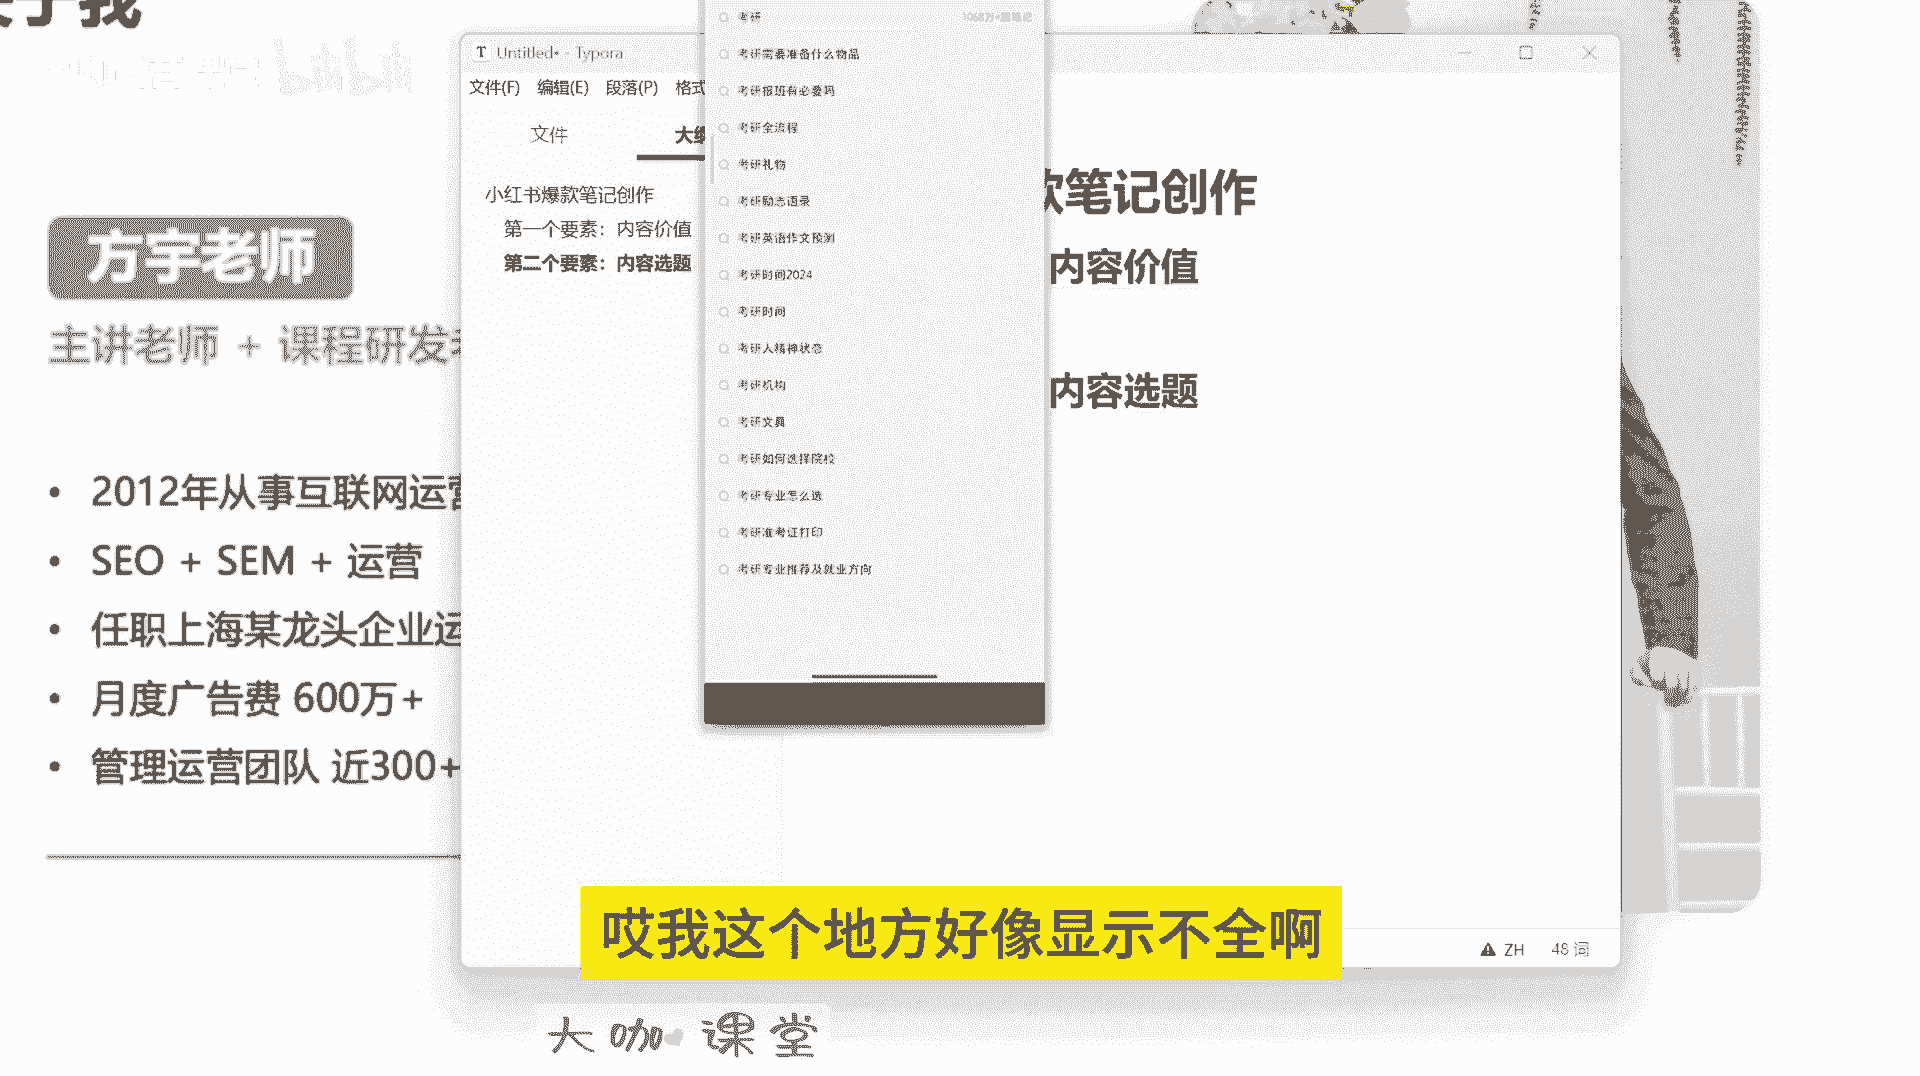 于我
bilibili
方宇老师
主讲老师 + 课程研发
2012年从事互联网运营
SEO + SEM + 运营
任职上海某龙头企业运
月度广告费 600万+
管理运营团队 近300+
Untitled• - Typora
文件(F) 编辑(E) 段落(P) 格式
文件
大纲
小红书爆款笔记创作
第一个要素：内容价值
第二个要素：内容选题
考研
考研需要准备什么物品
考研报班有必要吗
考研全流程
考研礼物
考研励志语录
考研英语作文预测
考研时间2024
考研时间
考研人精神状态
考研机构
考研文具
考研如何选择院校
考研专业怎么选
考研准考证打印
考研专业推荐及就业方向
款笔记创作
内容价值
内容选题
ZH 48 词
哎我这个地方好像显示不全啊
大咖课堂